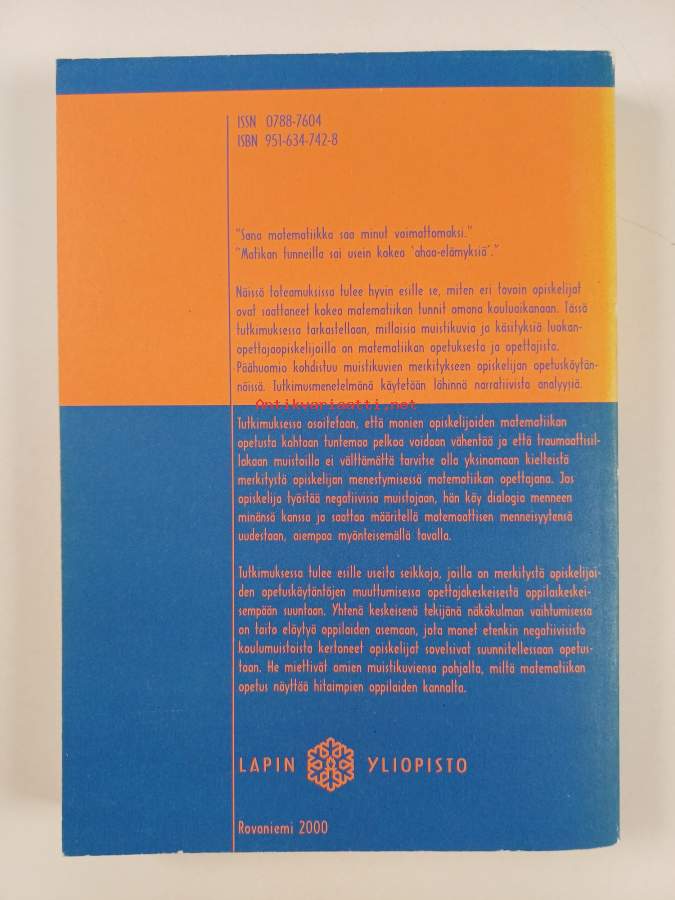 ISSN 0788-7604
ISBN 951-634-742-8
"Sana matematiikka saa minut voimattomaksi."
"Matikan tunneilla sai usein kokea 'ahaa-elämyksiä'."
Näissä toteamuksissa tulee hyvin esille se, miten eri tavoin opiskelijat
ovat saattaneet kokea matematiikan tunnit omana kouluaikanaan. Tässä
tutkimuksessa tarkastellaan, millaisia muistikuvia ja käsityksiä luokan-
opettajaopiskelijoilla on matematiikan opetuksesta ja opettajista.
Päähuomio kohdistuu muistikuvien merkitykseen opiskelijan opetuskäytän-
nöissä. Tutkimusmenetelmänä käytetään lähinnä narratiivista analyysiä.
Antikvariaatti.net
Tutkimuksessa osoitetaan, että monien opiskelijoiden matematiikan
opetusta kohtaan tuntemaa pelkoa voidaan vähentää ja että traumaattisil-
lakaan muistoilla ei välttämättä tarvitse olla yksinomaan kielteistä
merkitystä opiskelijan menestymisessä matematiikan opettajana. Jos
opiskelija työstää negatiivisia muistojaan, hän käy dialogia menneen
minänsä kanssa ja saattaa määritellä matemaattisen menneisyytensä
uudestaan, aiempaa myönteisemällä tavalla.
Tutkimuksessa tulee esille useita seikkoja, joilla on merkitystä opiskelijoi-
den opetuskäytäntöjen muuttumisessa opettajakeskeisestä oppilaskeskei-
sempään suuntaan. Yhtenä keskeisenä tekijänä näkökulman vaihtumisessa
on taito eläytyä oppilaiden asemaan, jota monet etenkin negatiivisista
koulumuistoista kertoneet opiskelijat sovelsivat suunnitellessaan opetus-
taan. He miettivät omien muistikuviensa pohjalta, miltä matematiikan
opetus näyttää hitaimpien oppilaiden kannalta.
LAPIN YLIOPISTO
Rovaniemi 2000